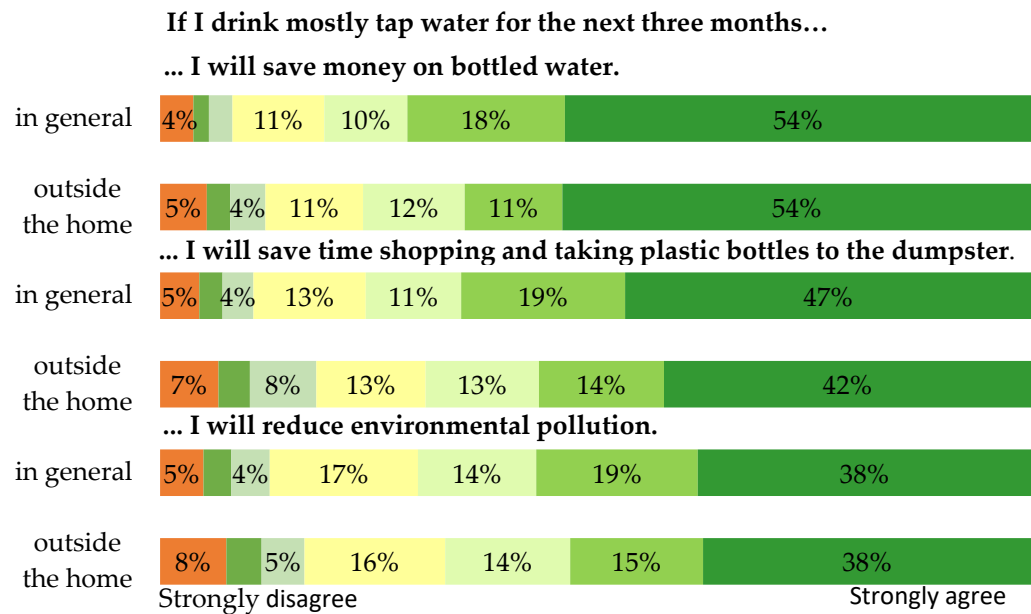 If I drink mostly tap water for the next three months…
... I will save money on bottled water.
in general
4% 11% 10% 18% 54%
outside
the home
5% 4% 11% 12% 11% 54%
... I will save time shopping and taking plastic bottles to the dumpster.
in general
5% 4% 13% 11% 19% 47%
outside
the home
7% 8% 13% 13% 14% 42%
... I will reduce environmental pollution.
in general
5% 4% 17% 14% 19% 38%
outside
the home
8% 5% 16% 14% 15% 38%
Strongly disagree Strongly agree